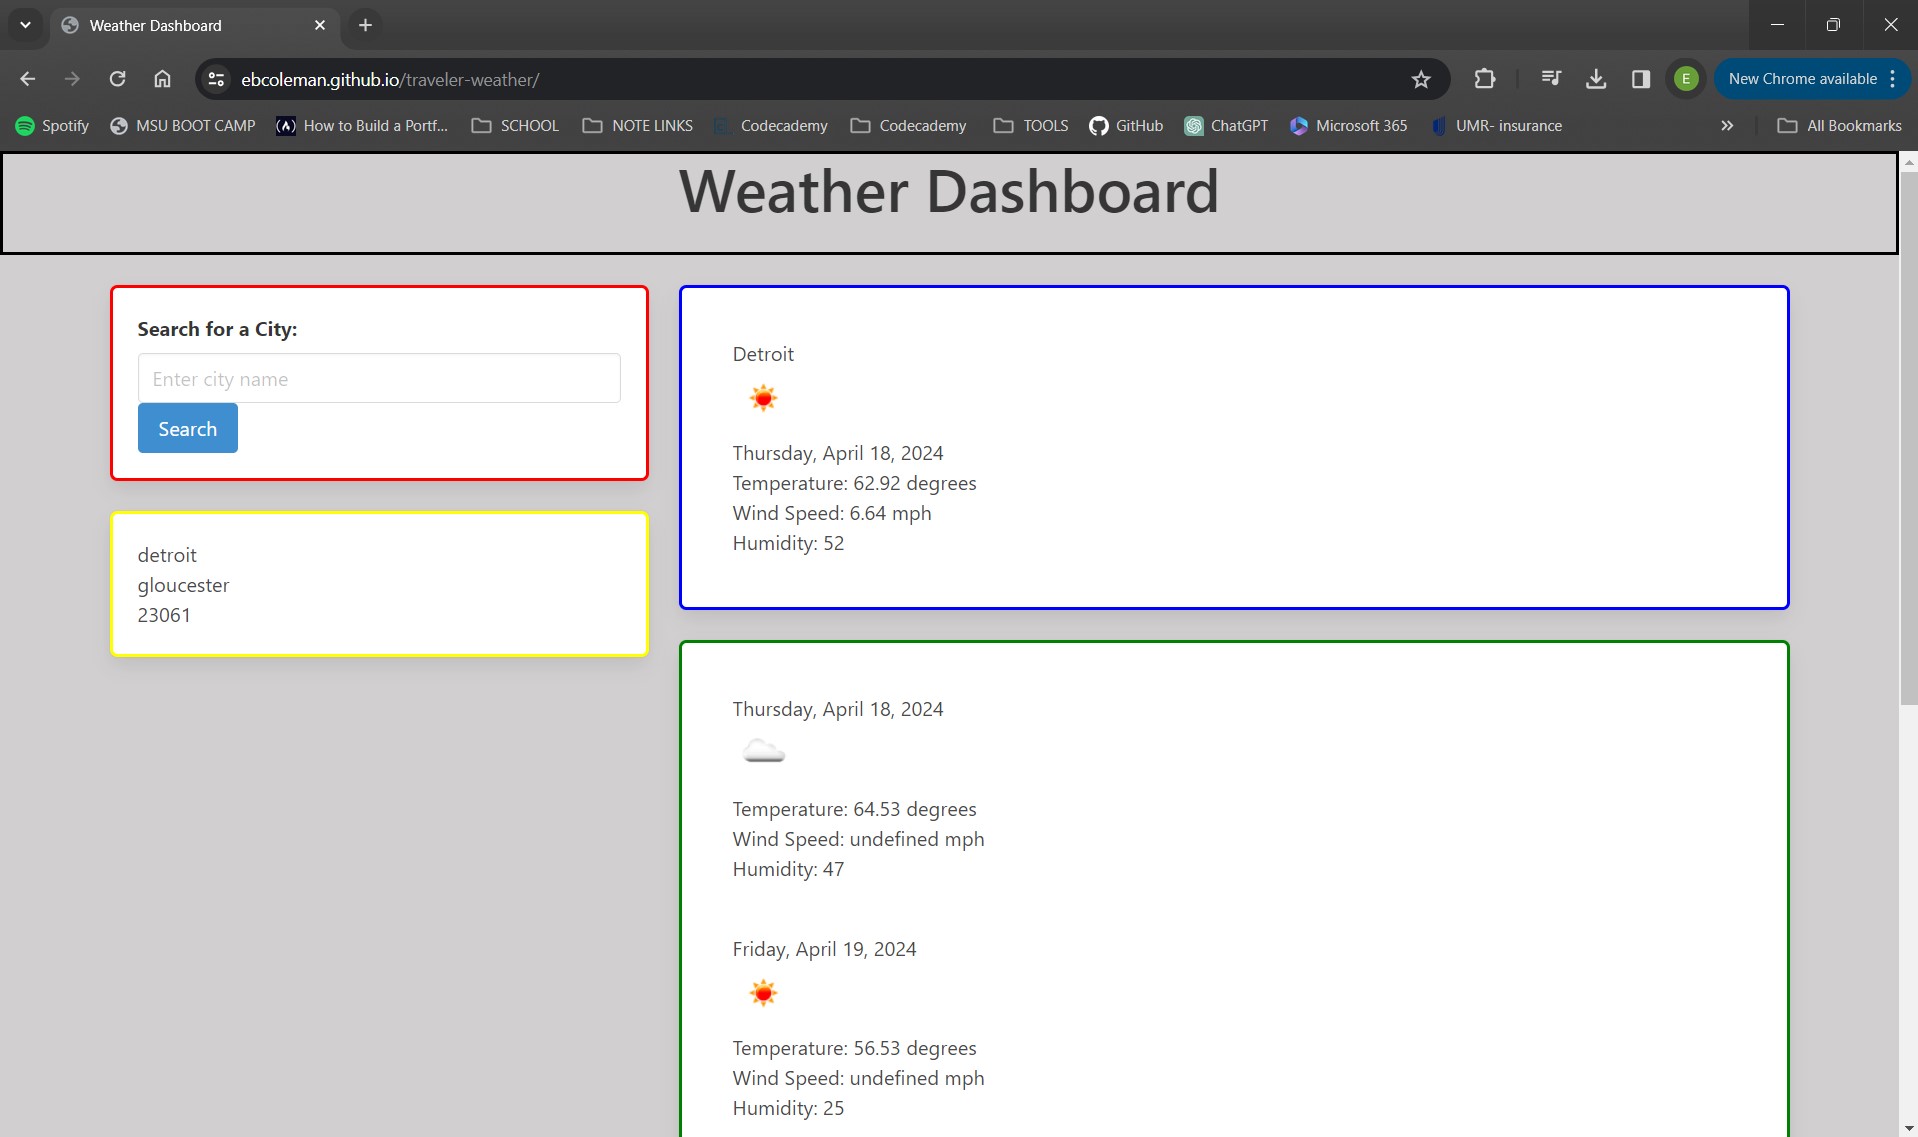 Weather Dashboard
ebcoleman.github.io/traveler-weather/
E
New Chrome available
Spotify
MSU BOOT CAMP
How to Build a Portf...
SCHOOL
NOTE LINKS
Codecademy
Codecademy
TOOLS
GitHub
ChatGPT
Microsoft 365
UMR- insurance
All Bookmarks
Weather Dashboard
Search for a City:
Enter city name
Search
detroit
gloucester
23061
Detroit
Thursday, April 18, 2024
Temperature: 62.92 degrees
Wind Speed: 6.64 mph
Humidity: 52
Thursday, April 18, 2024
Temperature: 64.53 degrees
Wind Speed: undefined mph
Humidity: 47
Friday, April 19, 2024
Temperature: 56.53 degrees
Wind Speed: undefined mph
Humidity: 25